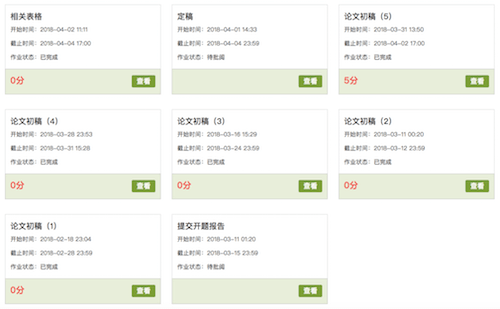 相关表格
开始时间：2018-04-02 11:11
截止时间：2018-04-04 17:00
作业状态：已完成
0分
查看
定稿
开始时间：2018-04-01 14:33
截止时间：2018-04-04 23:59
作业状态：待批阅
查看
论文初稿（5）
开始时间：2018-03-31 13:50
截止时间：2018-04-02 17:00
作业状态：已完成
5分
查看
论文初稿（4）
开始时间：2018-03-28 23:53
截止时间：2018-03-31 15:28
作业状态：已完成
0分
查看
论文初稿（3）
开始时间：2018-03-16 15:29
截止时间：2018-03-24 23:59
作业状态：已完成
0分
查看
论文初稿（2）
开始时间：2018-03-11 00:20
截止时间：2018-03-12 23:59
作业状态：已完成
0分
查看
论文初稿（1）
开始时间：2018-02-18 23:04
截止时间：2018-02-28 23:59
作业状态：已完成
0分
查看
提交开题报告
开始时间：2018-03-11 01:20
截止时间：2018-03-15 23:59
作业状态：待批阅
查看